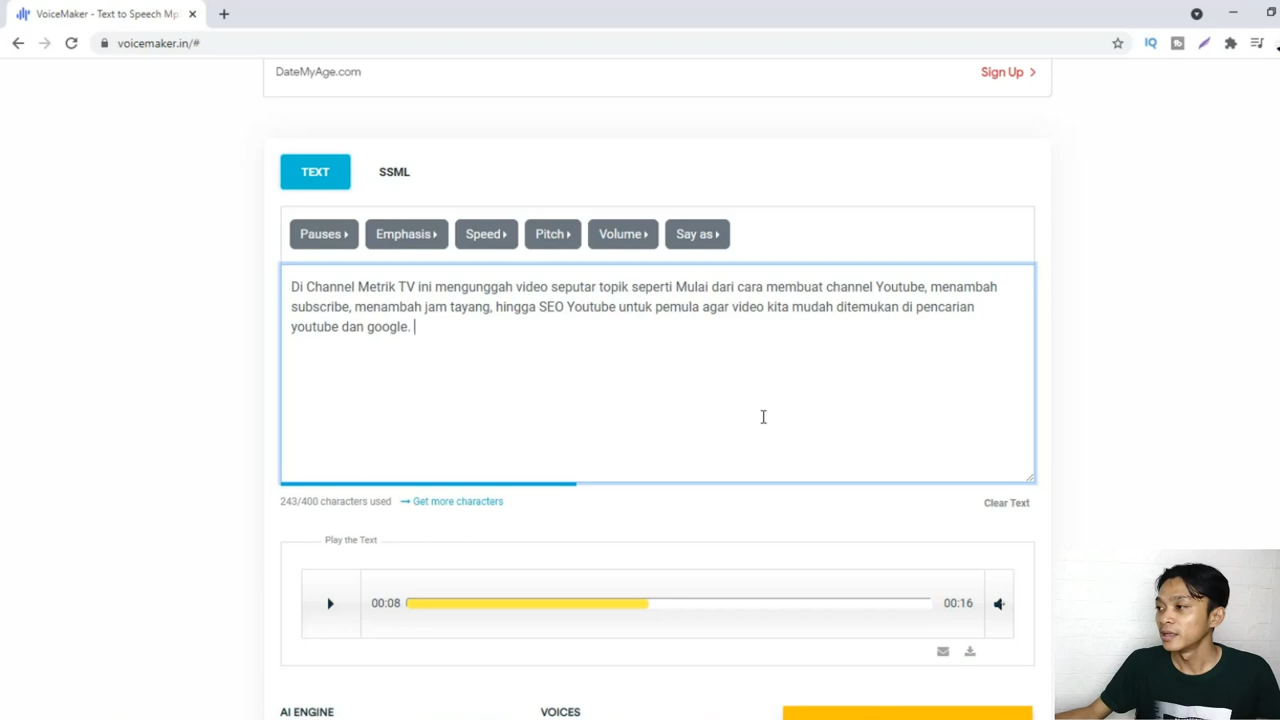 VoiceMaker - Text to Speech Mp
voicemaker.in/#
DateMyAge.com
Sign Up
TEXT
SSML
Pauses
Emphasis
Speed
Pitch
Volume
Say as
Di Channel Metrik TV ini mengunggah video seputar topik seperti Mulai dari cara membuat channel Youtube, menambah
subscribe, menambah jam tayang, hingga SEO Youtube untuk pemula agar video kita mudah ditemukan di pencarian
youtube dan google.
243/400 characters used
Get more characters
Clear Text
Play the Text
00:08
00:16
AI ENGINE
VOICES